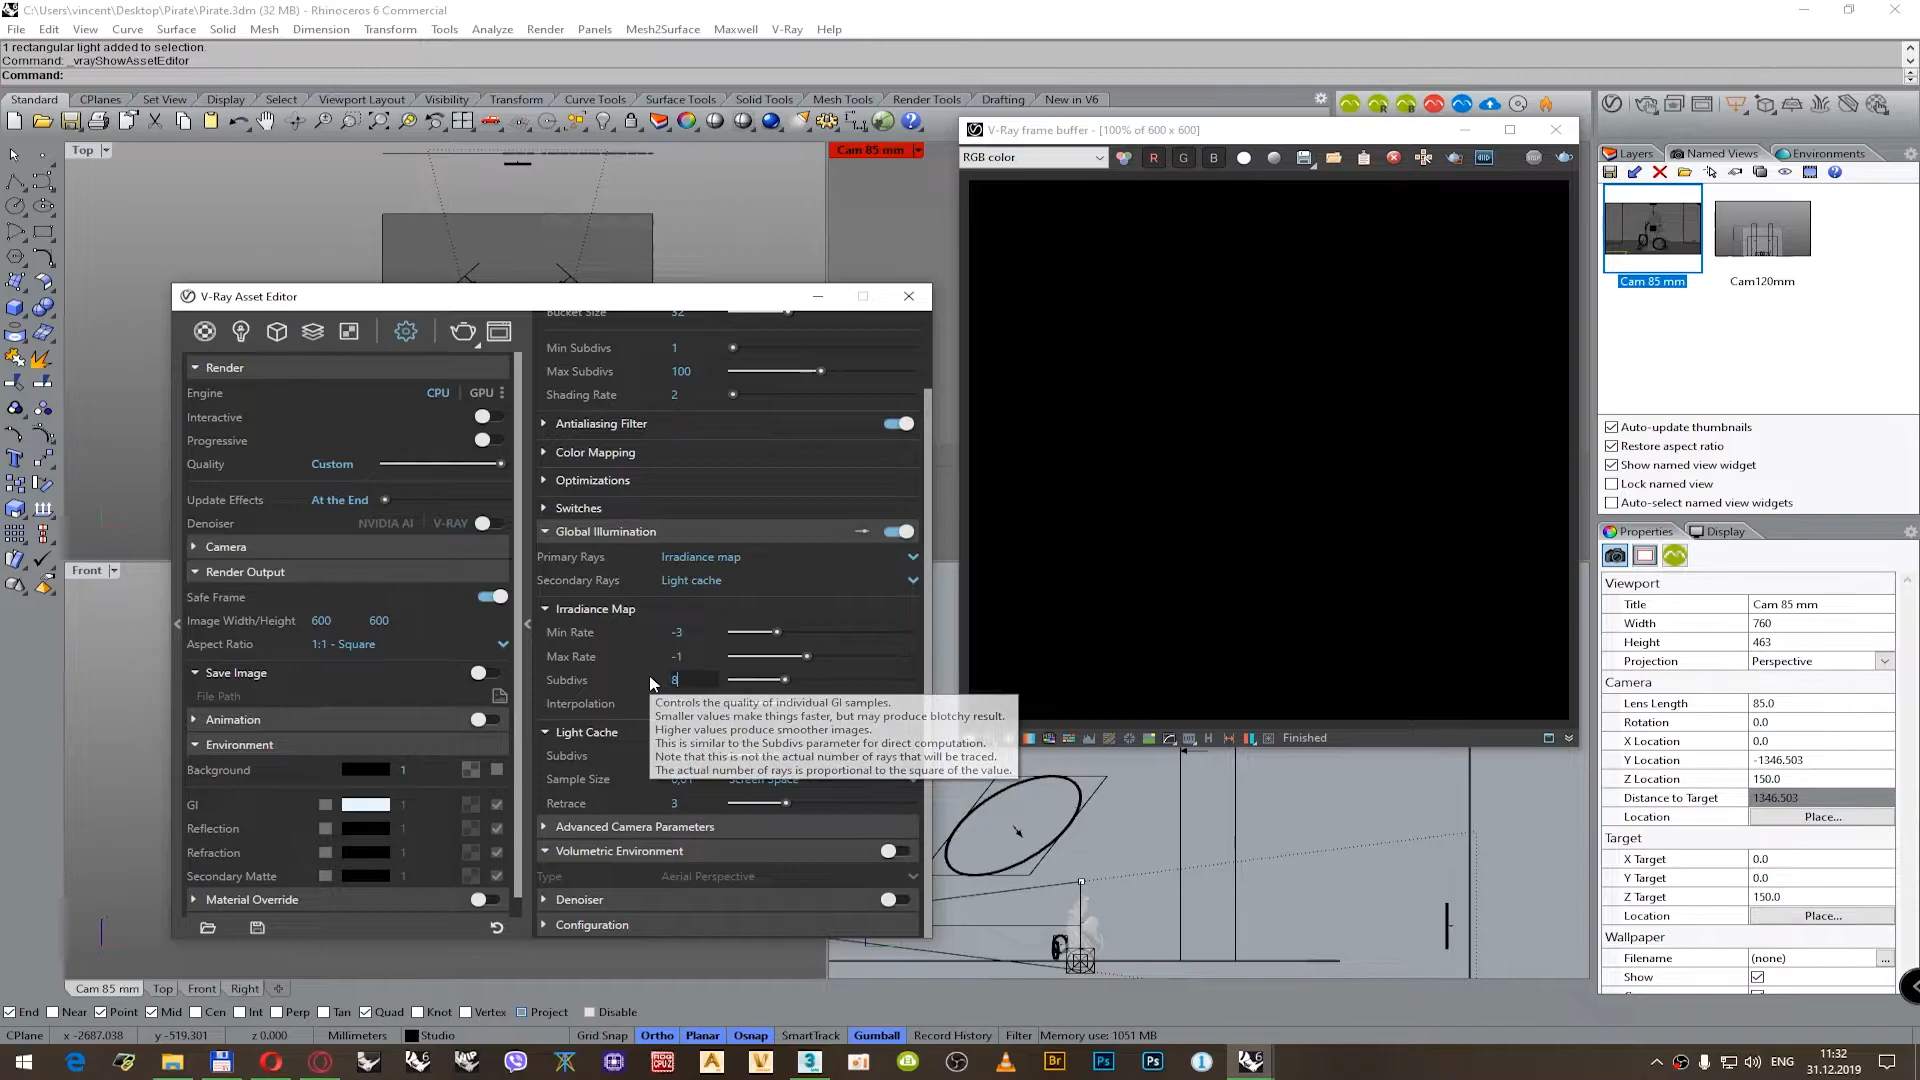 C:\Users\vincent\Desktop\Pirate\Pirate.3dm (32 MB) - Rhinoceros 6 Commercial
File Edit View Curve Surface Solid Mesh Dimension Transform Tools Analyze Render Panels Mesh2Surface Maxwell V-Ray Help
1 rectangular light added to selection.
Command: _vrayShowAssetEditor
Command:
Standard CPlanes Set View Display Select Viewport Layout Visibility Transform Curve Tools Surface Tools Solid Tools Mesh Tools Render Tools Drafting New in V6
Top
Cam 85 mm
V-Ray frame buffer - [100% of 600 x 600]
RGB color
R G B
Layers Named Views Environments
Cam 85 mm
Cam120mm
Auto-update thumbnails
Restore aspect ratio
Show named view widget
Lock named view
Auto-select named view widgets
V-Ray Asset Editor
Render
Engine CPU GPU
Interactive
Progressive
Quality Custom
Update Effects At the End
Denoiser NVIDIA AI V-RAY
Camera
Render Output
Safe Frame
Image Width/Height 600 600
Aspect Ratio 1:1 - Square
Save Image
File Path
Animation
Environment
Background 1
GI 1
Reflection 1
Refraction 1
Secondary Matte 1
Material Override
Bucket Size 32
Min Subdivs 1
Max Subdivs 100
Shading Rate 2
Antialiasing Filter
Color Mapping
Optimizations
Switches
Global Illumination
Primary Rays Irradiance map
Secondary Rays Light cache
Irradiance Map
Min Rate -3
Max Rate -1
Subdivs 8
Interpolation
Light Cache
Subdivs
Sample Size 0,01 Screen Space
Retrace 3
Advanced Camera Parameters
Volumetric Environment
Type Aerial Perspective
Denoiser
Configuration
Controls the quality of individual GI samples.
Smaller values make things faster, but may produce blotchy result.
Higher values produce smoother images.
This is similar to the Subdivs parameter for direct computation.
Note that this is not the actual number of rays that will be traced.
The actual number of rays is proportional to the square of the value.
H Finished
Front
Properties Display
Viewport
Title Cam 85 mm
Width 760
Height 463
Projection Perspective
Camera
Lens Length 85.0
Rotation 0.0
X Location 0.0
Y Location -1346.503
Z Location 150.0
Distance to Target 1346.503
Location Place...
Target
X Target 0.0
Y Target 0.0
Z Target 150.0
Location Place...
Wallpaper
Filename (none) ...
Show
Cam 85 mm Top Front Right
End Near Point Mid Cen Int Perp Tan Quad Knot Vertex Project Disable
CPlane x -2687.038 y -519.301 z 0.000 Millimeters Studio Grid Snap Ortho Planar Osnap SmartTrack Gumball Record History Filter Memory use: 1051 MB
Br Ps Ps ENG 11:32
31.12.2019